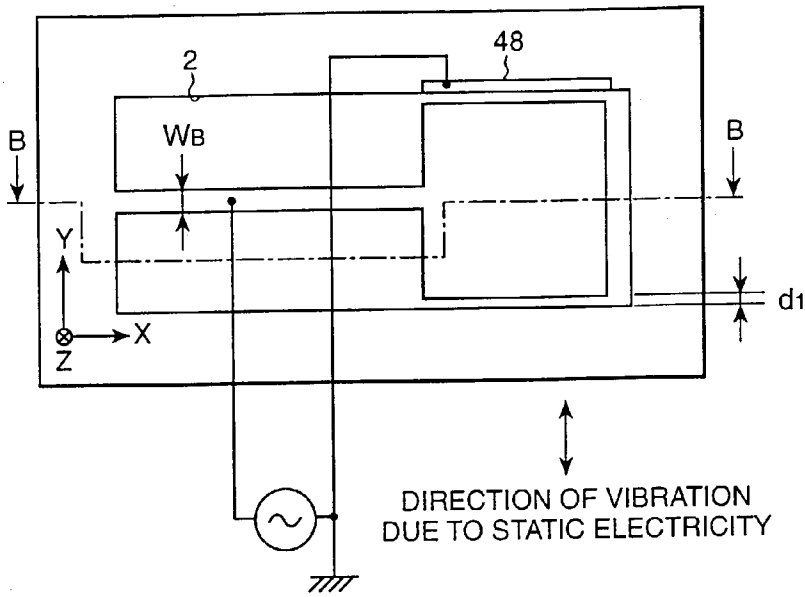 48
2
WB
B
B
Y
X
Z
d1
DIRECTION OF VIBRATION
DUE TO STATIC ELECTRICITY